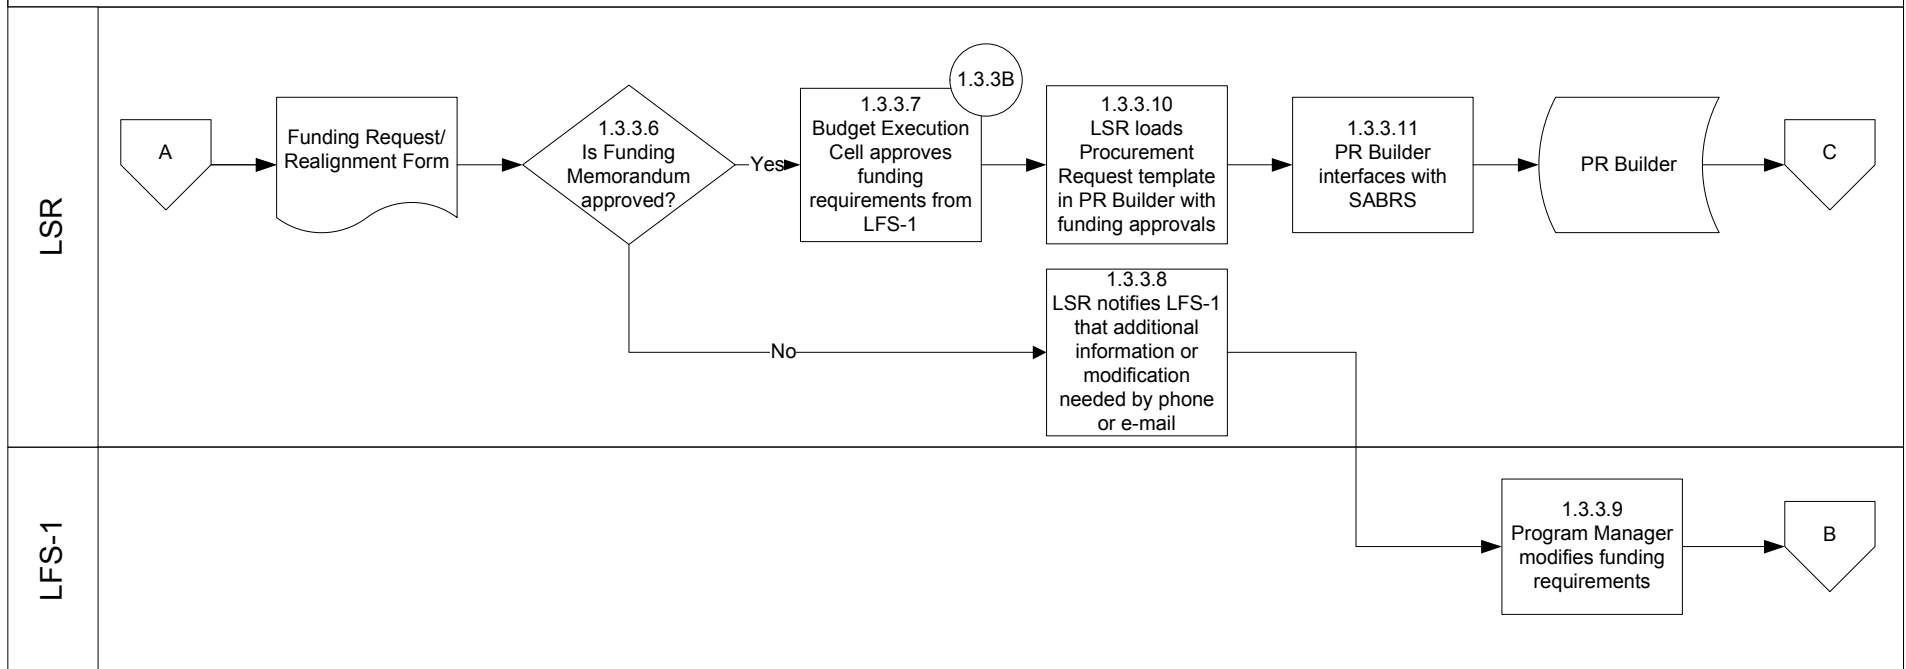 LSR
A
Funding Request/
Realignment Form
1.3.3.6
Is Funding
Memorandum
approved?
Yes
1.3.3B
1.3.3.7
Budget Execution
Cell approves
funding
requirements from
LFS-1
1.3.3.10
LSR loads
Procurement
Request template
in PR Builder with
funding approvals
1.3.3.11
PR Builder
interfaces with
SABRS
PR Builder
C
No
1.3.3.8
LSR notifies LFS-1
that additional
information or
modification
needed by phone
or e-mail
LFS-1
1.3.3.9
Program Manager
modifies funding
requirements
B